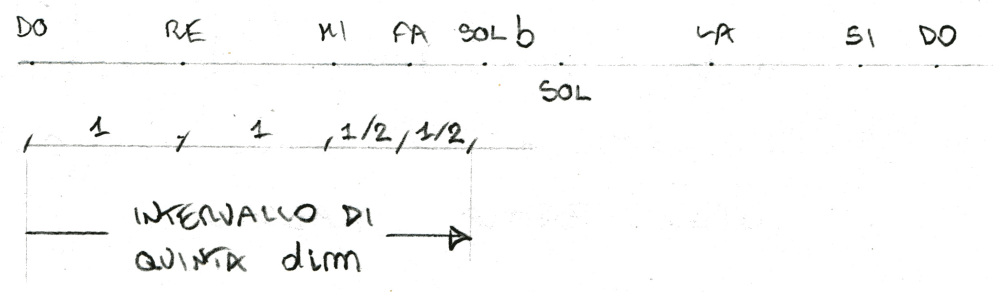 DO RE MI FA SOL b LA SI DO
SOL
1 1 1/2 1/2
INTERVALLO DI
QUINTA dim